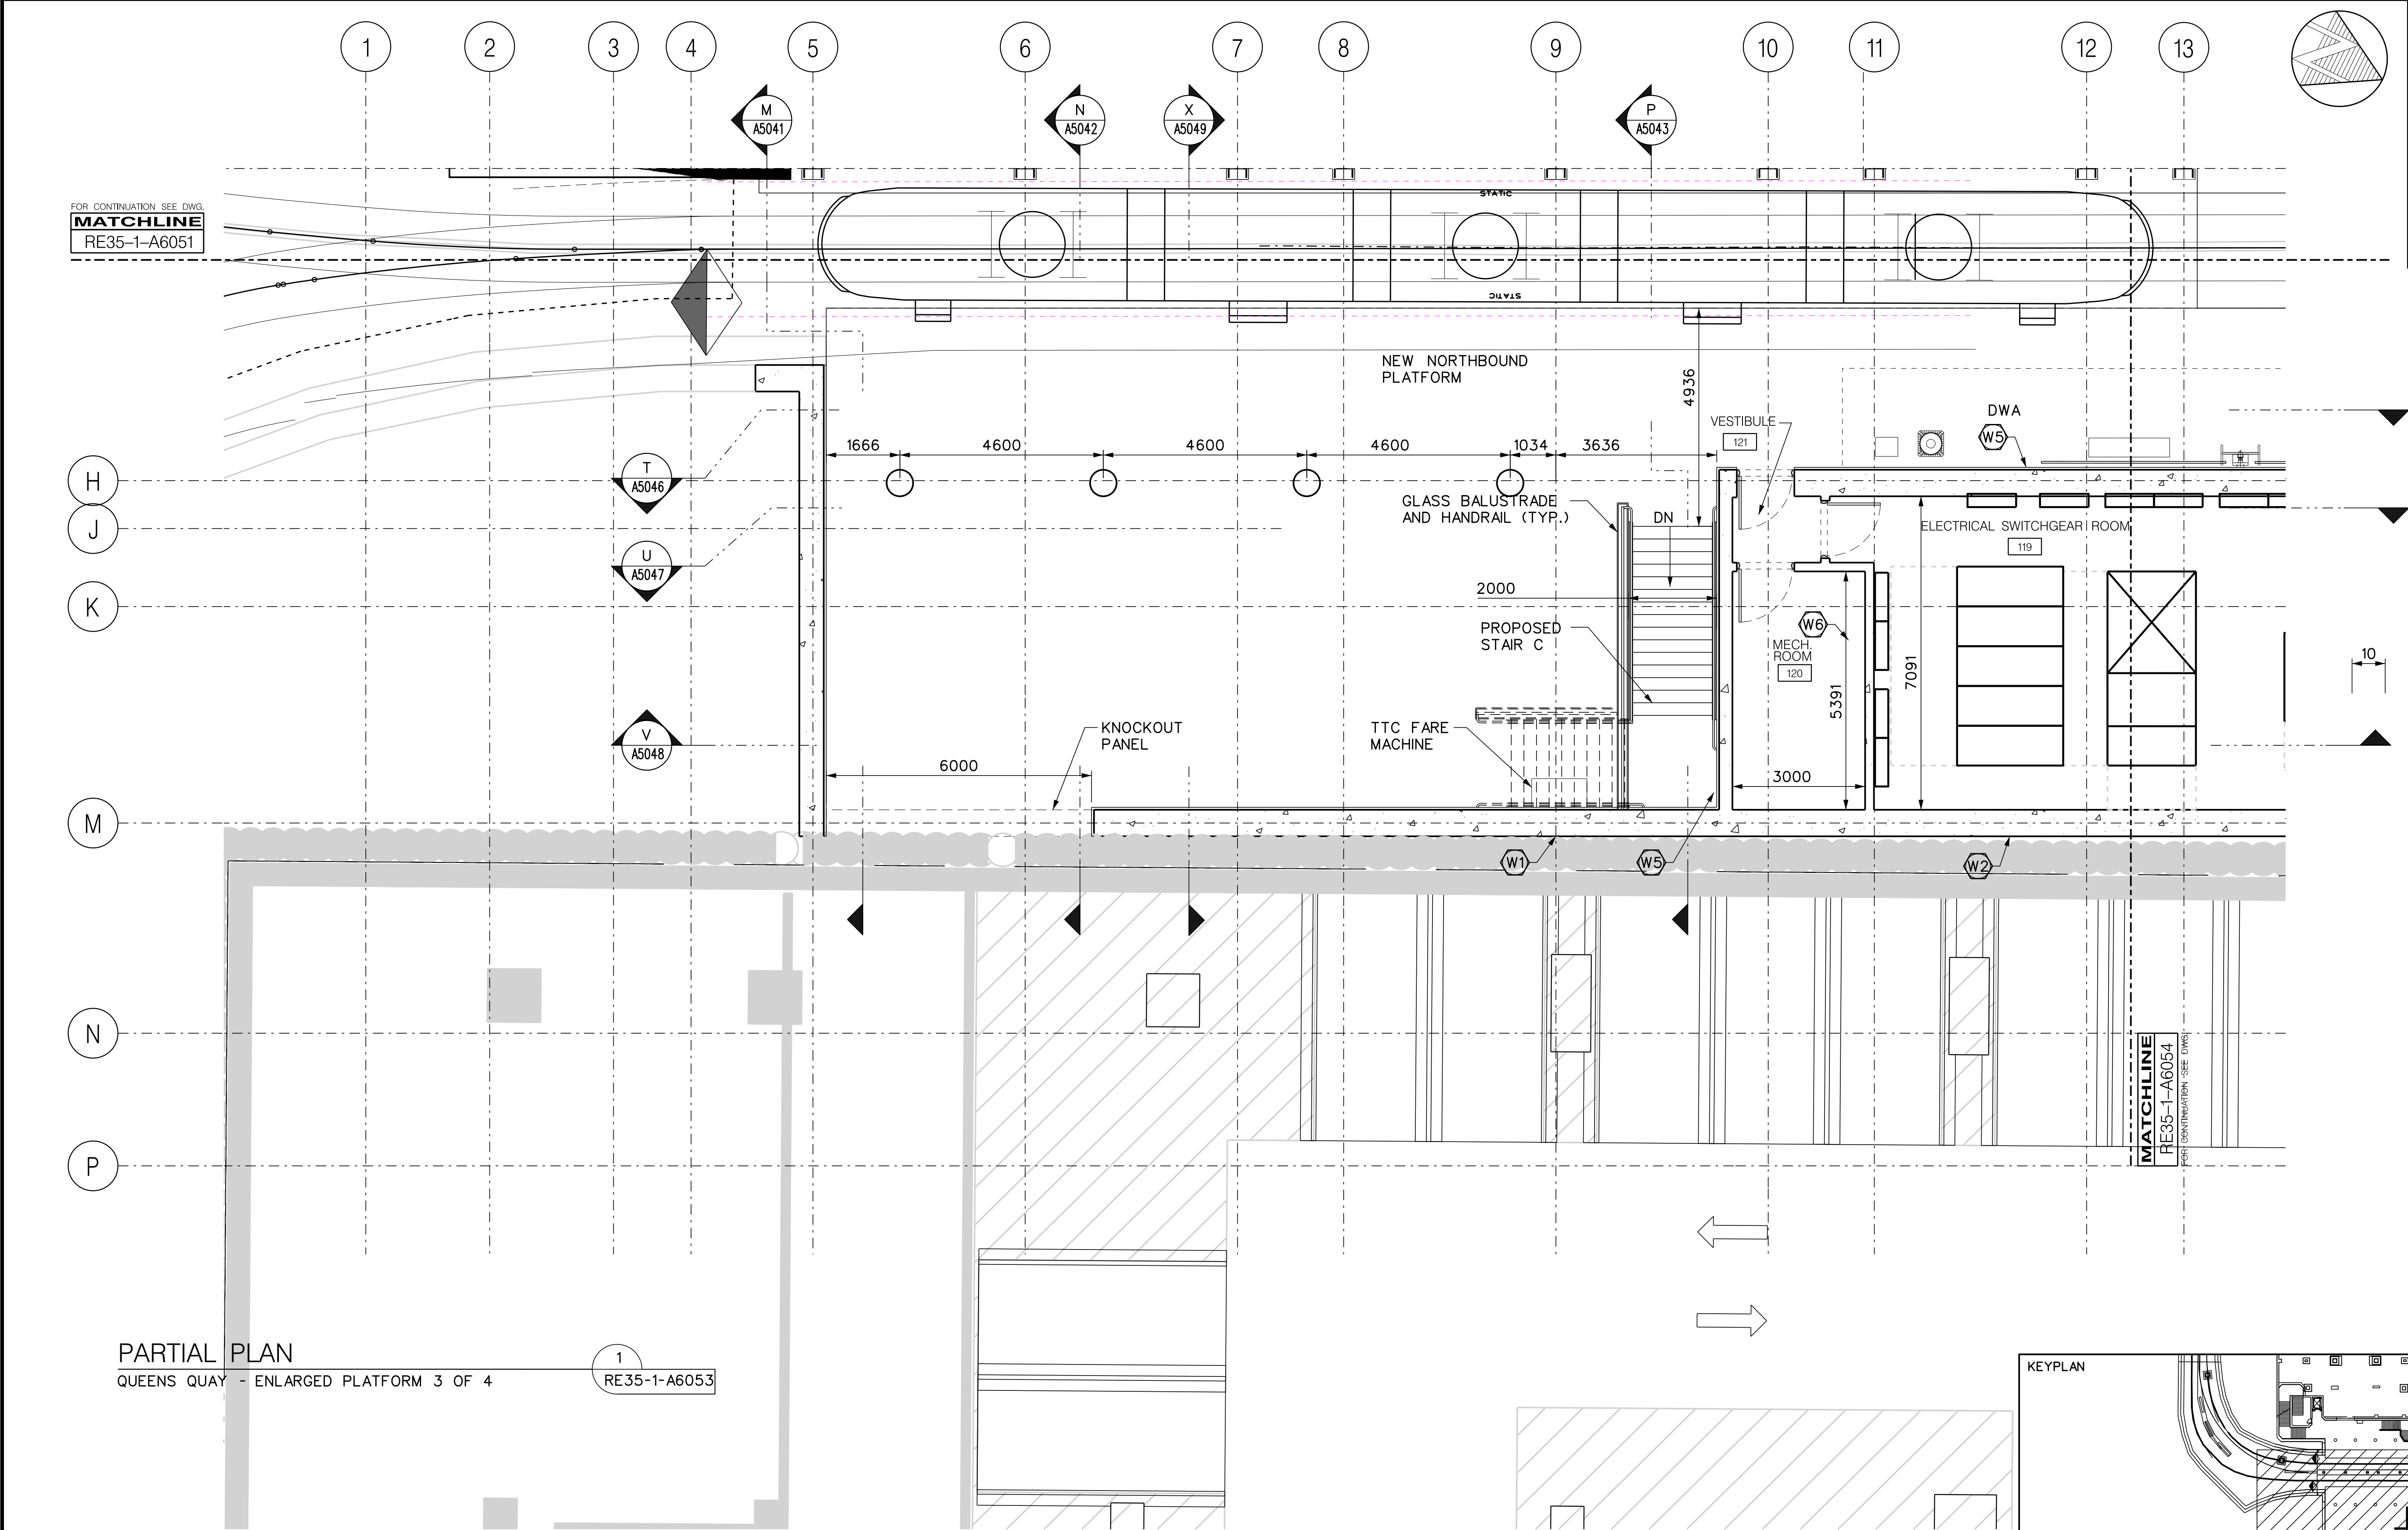 1 2 3 4 5 6 7 8 9 10 11 12 13
M
A5041
N
A5042
X
A5049
P
A5043
FOR CONTINUATION SEE DWG.
MATCHLINE
RE35-1-A6051
STATIC
STATIC
NEW NORTHBOUND
PLATFORM
4936
VESTIBULE
121
DWA
W5
1666 4600 4600 4600 1034 3636
H
J
K
M
N
P
T
A5046
U
A5047
V
A5048
GLASS BALUSTRADE
AND HANDRAIL (TYP.)
DN
ELECTRICAL SWITCHGEAR ROOM
119
2000
PROPOSED
STAIR C
W6
MECH.
ROOM
120
5391
7091
10
KNOCKOUT
PANEL
TTC FARE
MACHINE
6000
3000
W1
W5
W2
MATCHLINE
RE35-1-A6054
FOR CONTINUATION SEE DWG
PARTIAL PLAN
QUEENS QUAY - ENLARGED PLATFORM 3 OF 4
1
RE35-1-A6053
KEYPLAN